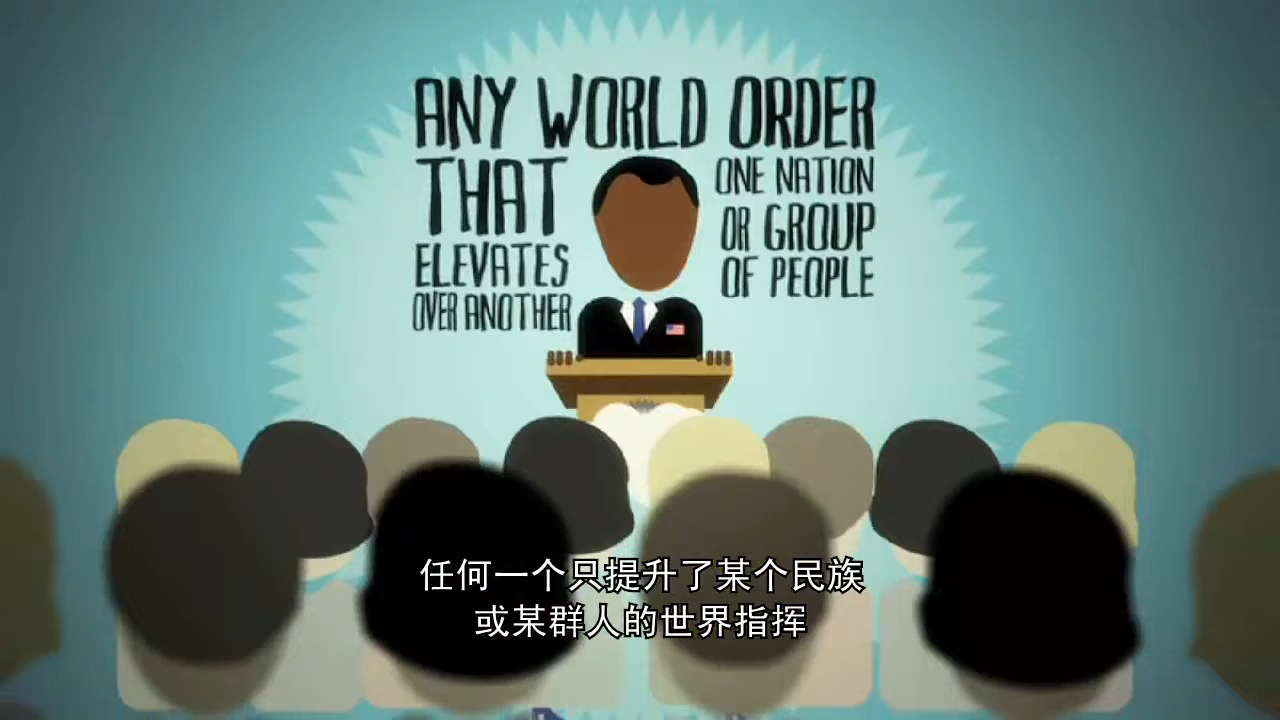 ANY WORLD ORDER
THAT
ELEVATES
OVER ANOTHER
ONE NATION
OR GROUP
OF PEOPLE
任何一个只提升了某个民族
或某群人的世界指挥